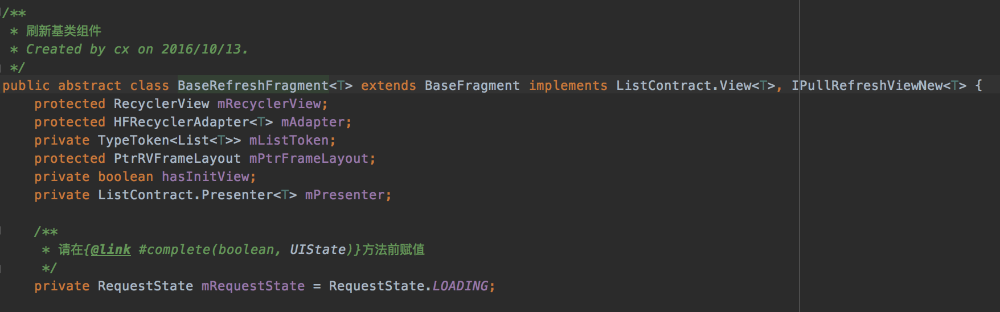 /**
 * 刷新基类组件
 * Created by cx on 2016/10/13.
 */
public abstract class BaseRefreshFragment<T> extends BaseFragment implements ListContract.View<T>, IPullRefreshViewNew<T> {
    protected RecyclerView mRecyclerView;
    protected HFRecyclerAdapter<T> mAdapter;
    private TypeToken<List<T>> mListToken;
    protected PtrRVFrameLayout mPtrFrameLayout;
    private boolean hasInitView;
    private ListContract.Presenter<T> mPresenter;

    /**
     * 请在{@link #complete(boolean, UIState)}方法前赋值
     */
    private RequestState mRequestState = RequestState.LOADING;